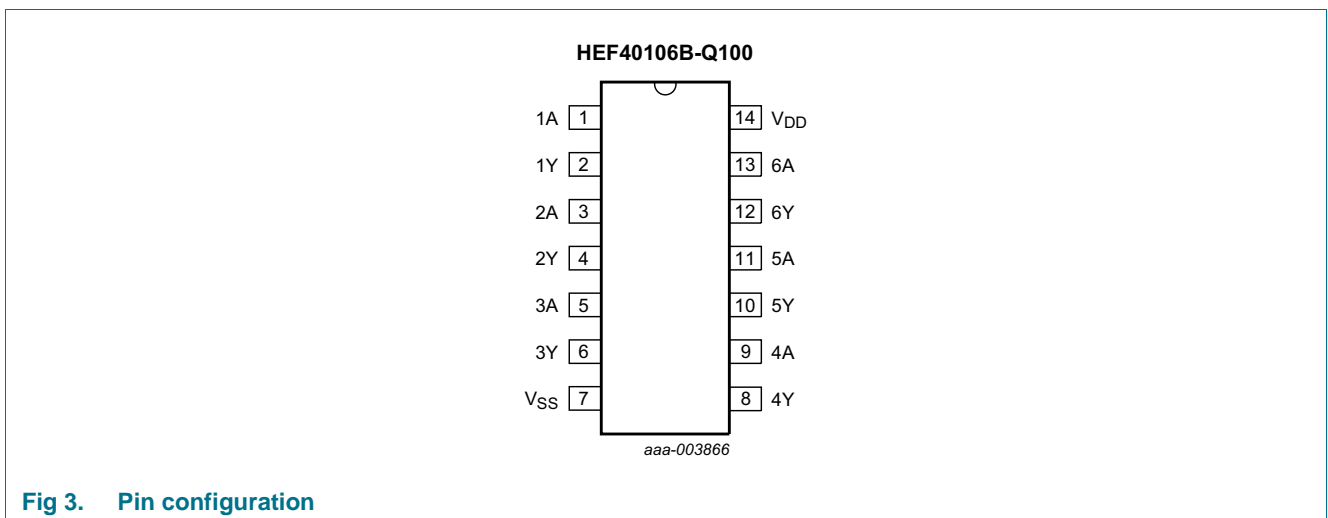 HEF40106B-Q100
1A 1 14 VDD
1Y 2 13 6A
2A 3 12 6Y
2Y 4 11 5A
3A 5 10 5Y
3Y 6 9 4A
VSS 7 8 4Y
aaa-003866
Fig 3. Pin configuration